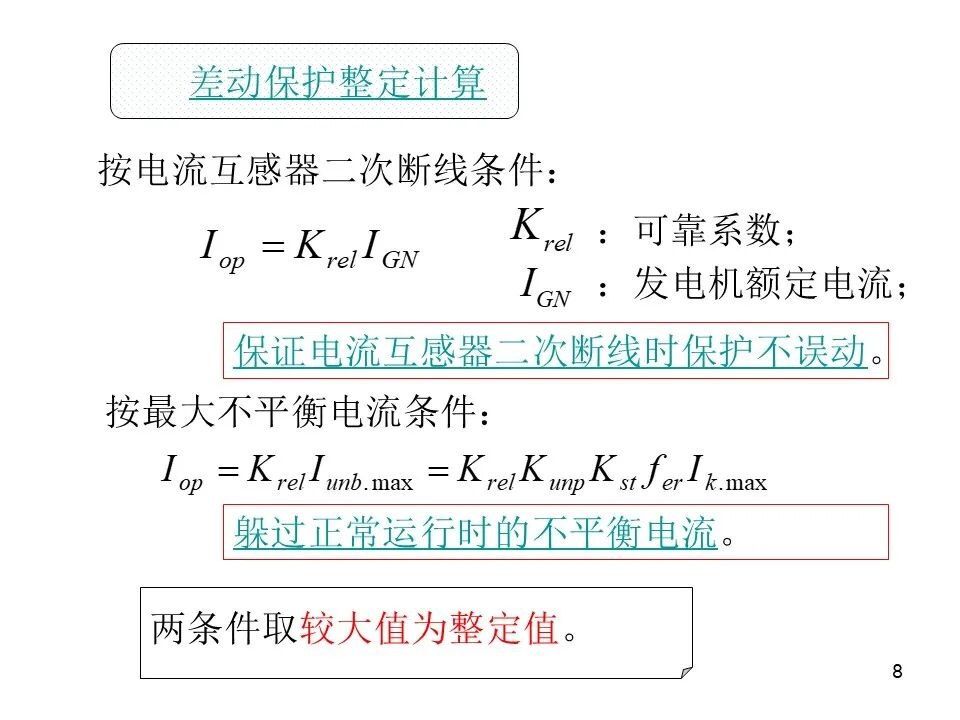 差动保护整定计算
按电流互感器二次断线条件：
I_op = K_rel I_GN
K_rel ：可靠系数；
I_GN ：发电机额定电流；
保证电流互感器二次断线时保护不误动。
按最大不平衡电流条件：
I_op = K_rel I_unb.max = K_rel K_unp K_st f_er I_k.max
躲过正常运行时的不平衡电流。
两条件取较大值为整定值。
8